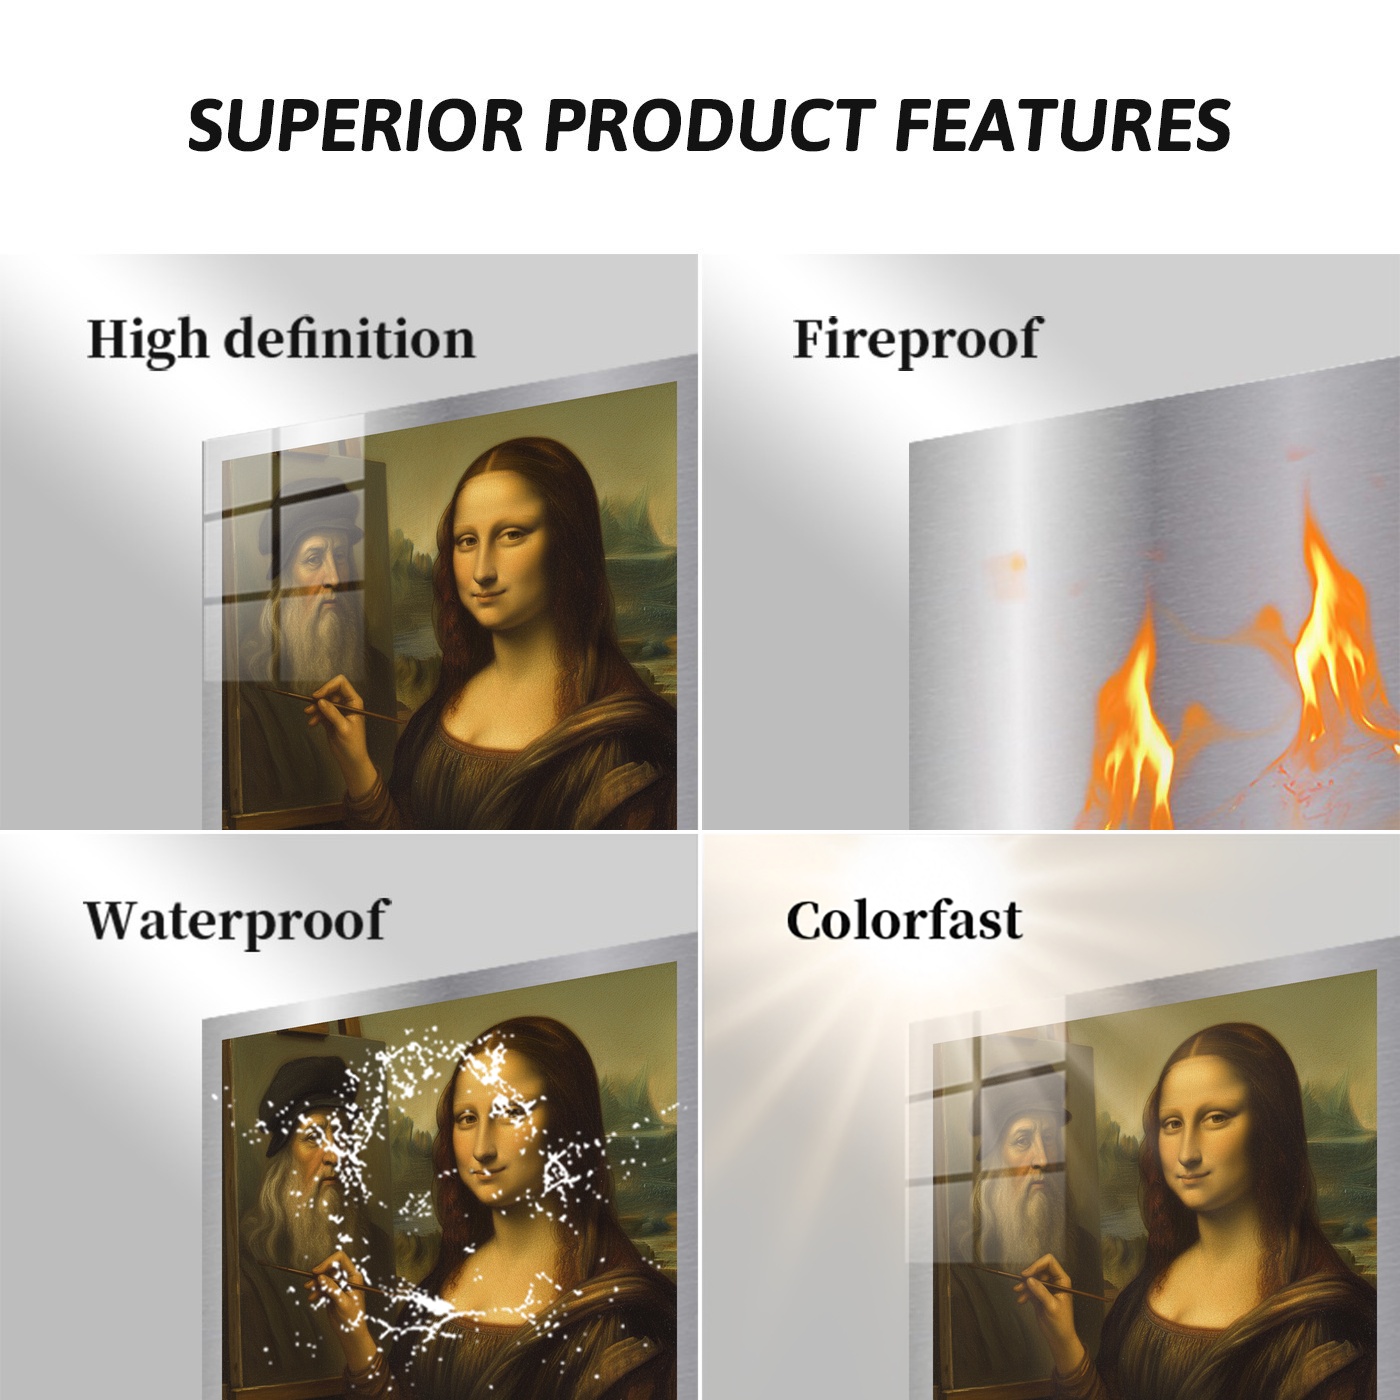 SUPERIOR PRODUCT FEATURES
High definition
Fireproof
Waterproof
Colorfast